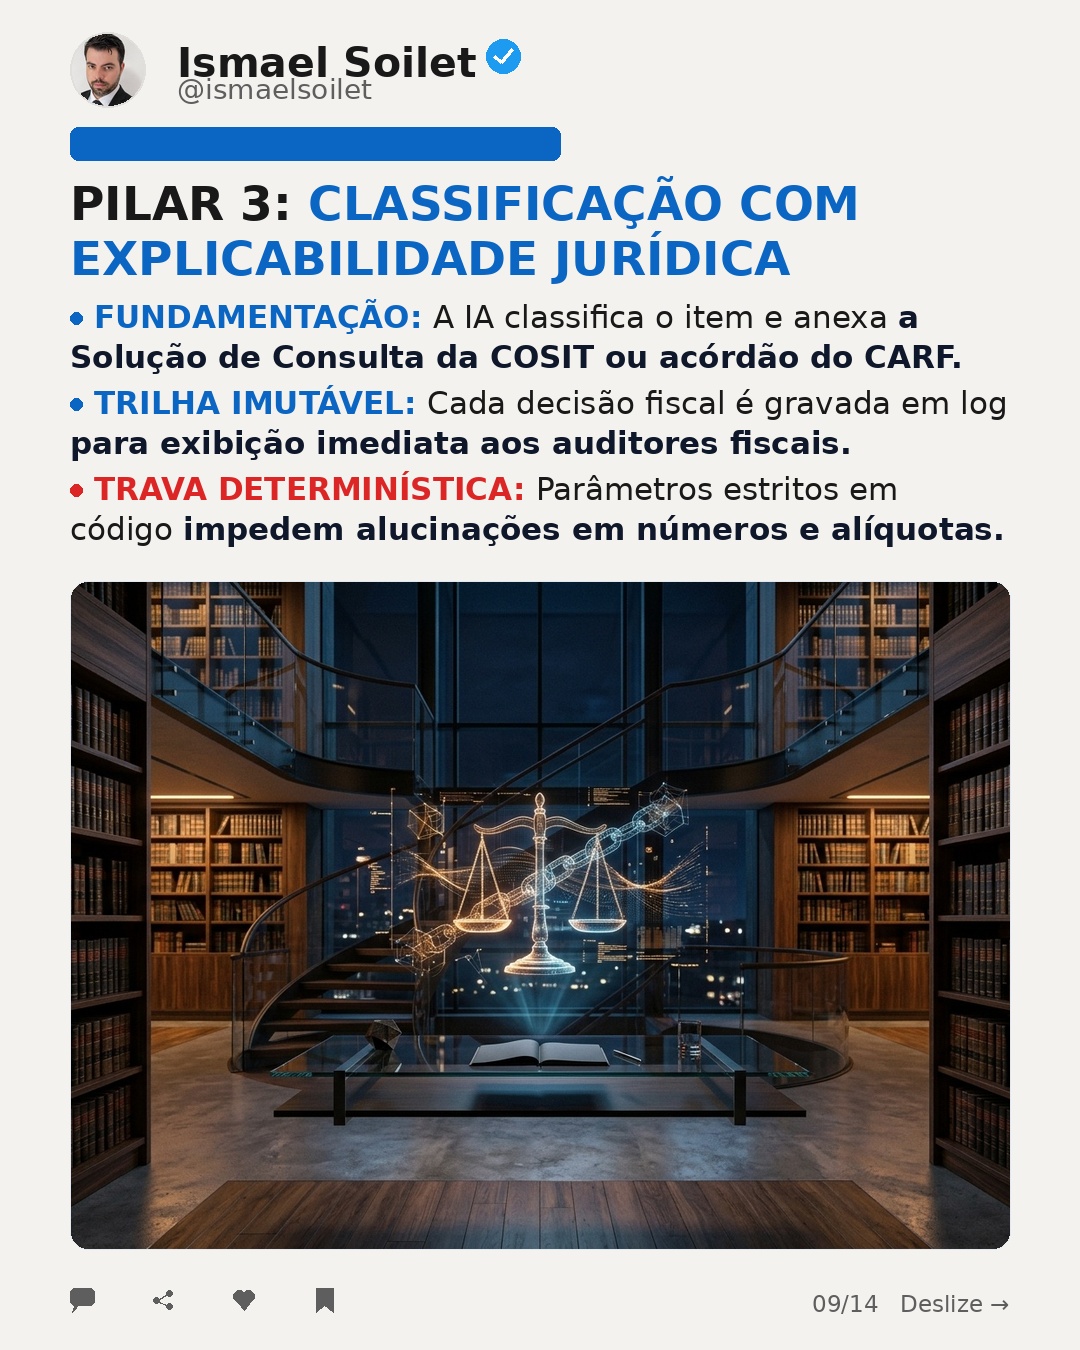 Ismael Soilet
@ismaelsoilet
PILAR 3: CLASSIFICAÇÃO COM
EXPLICABILIDADE JURÍDICA
• FUNDAMENTAÇÃO: A IA classifica o item e anexa a
Solução de Consulta da COSIT ou acórdão do CARF.
• TRILHA IMUTÁVEL: Cada decisão fiscal é gravada em log
para exibição imediata aos auditores fiscais.
• TRAVA DETERMINÍSTICA: Parâmetros estritos em
código impedem alucinações em números e alíquotas.
09/14 Deslize →